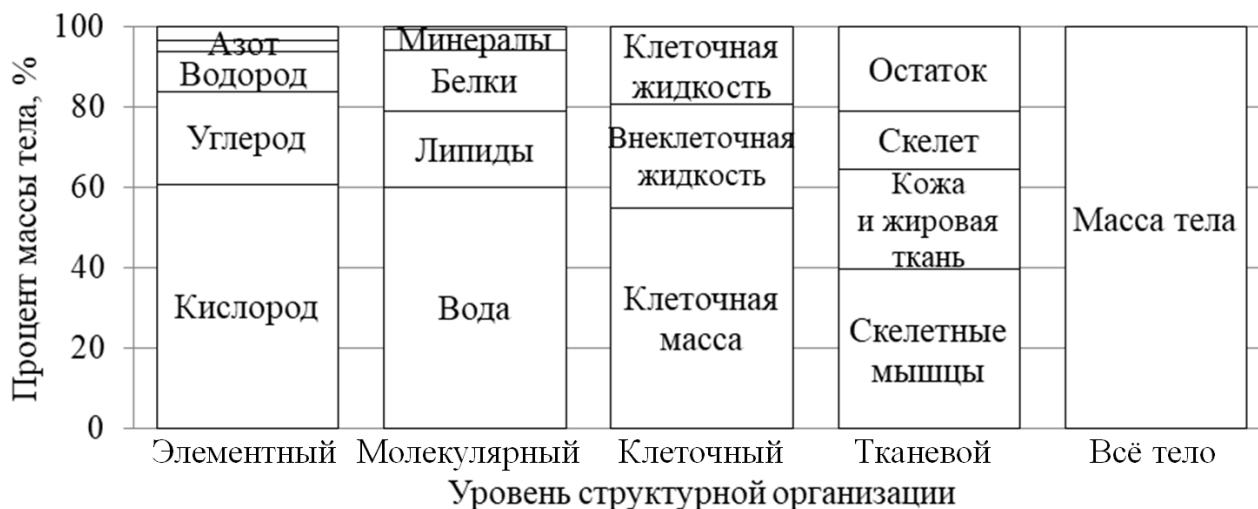 Процент массы тела, %
100
80
60
40
20
0
Азот
Водород
Углерод
Кислород
Минералы
Белки
Липиды
Вода
Клеточная
жидкость
Внеклеточная
жидкость
Клеточная
масса
Остаток
Скелет
Кожа
и жировая
ткань
Скелетные
мышцы
Масса тела
Элементный
Молекулярный
Клеточный
Тканевой
Всё тело
Уровень структурной организации